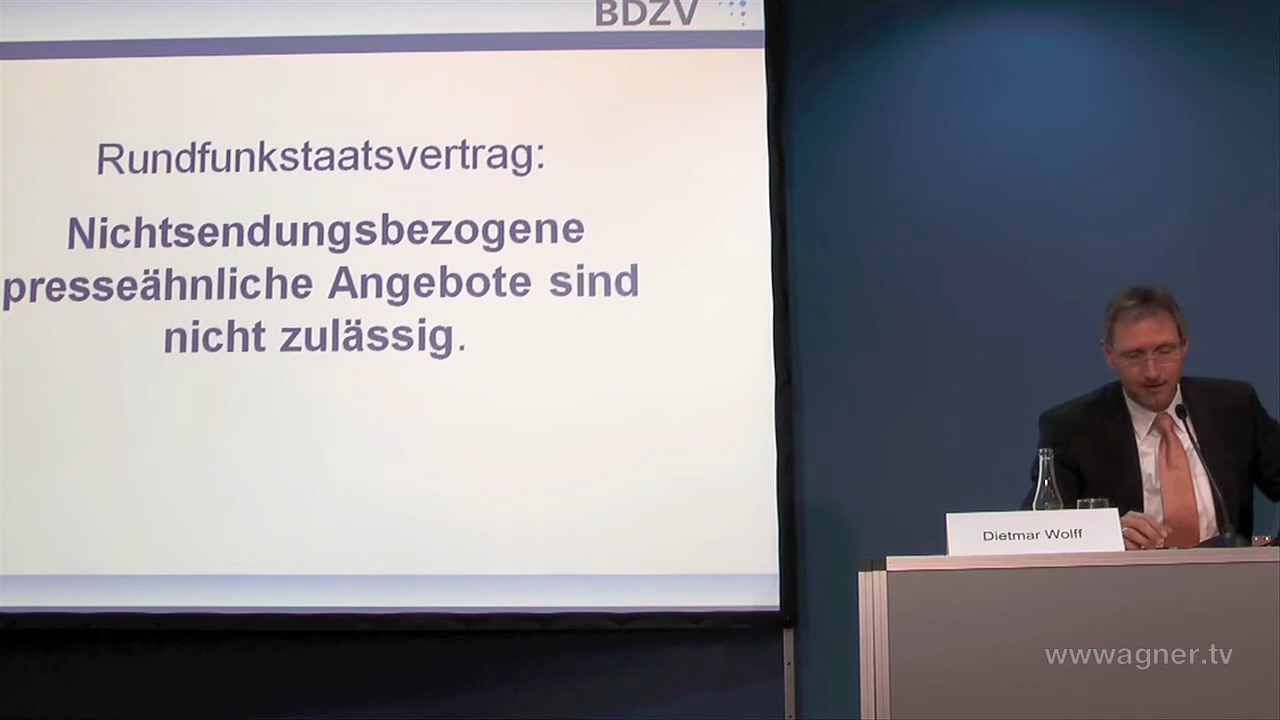 BDZV
Rundfunkstaatsvertrag:
Nichtsendungsbezogene
presseähnliche Angebote sind
nicht zulässig.
Dietmar Wolff
wwwagner.tv